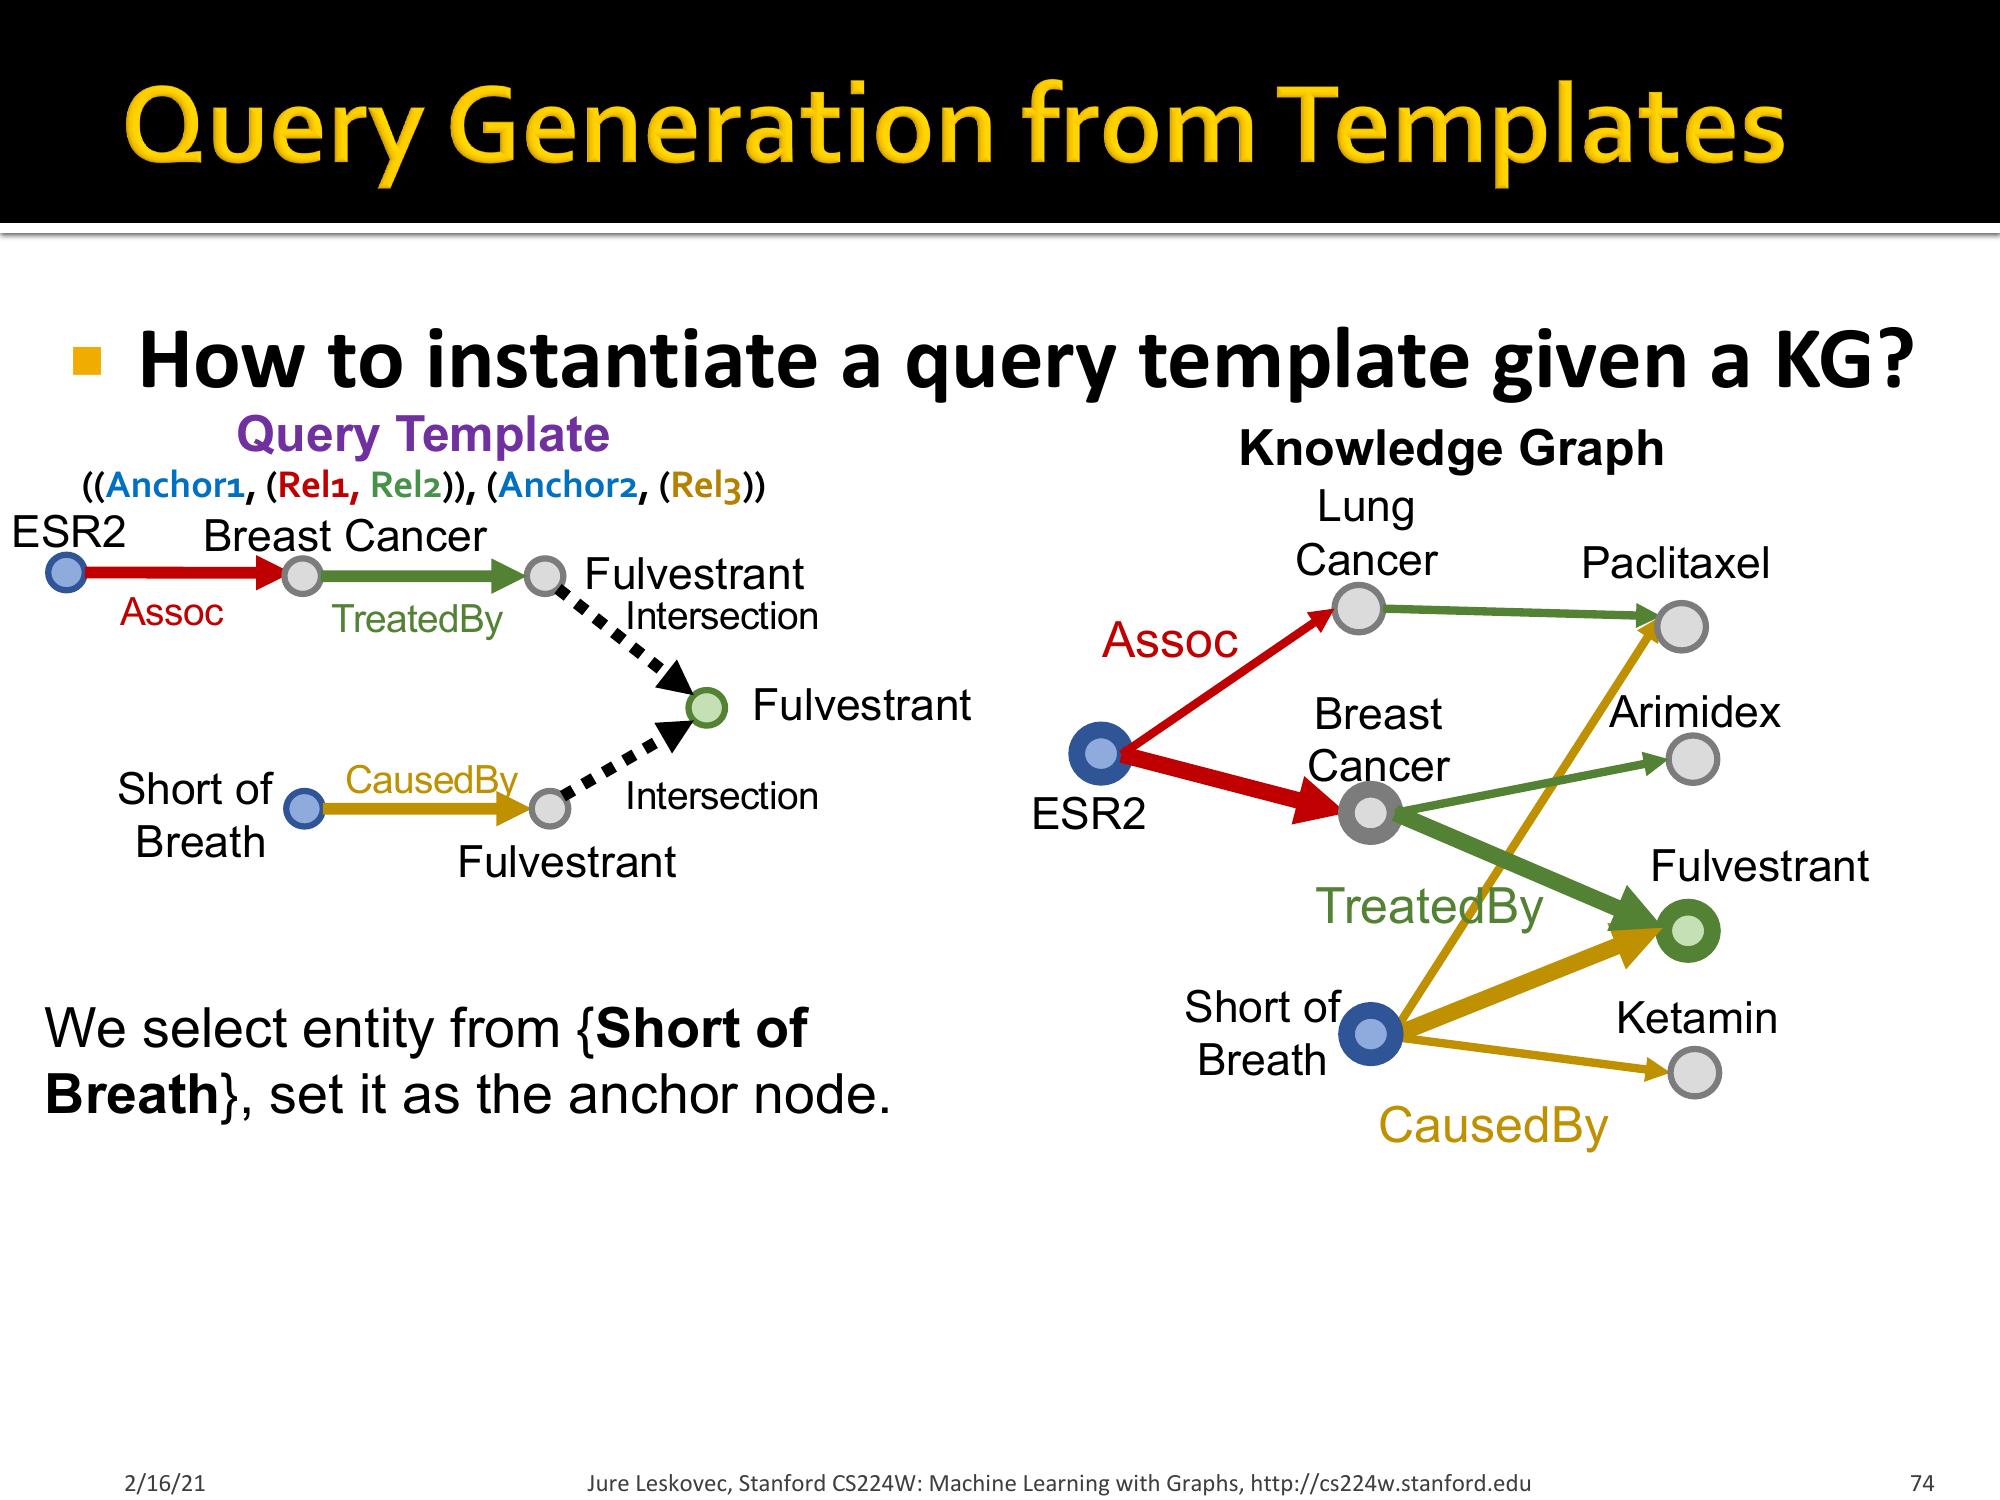 Query Generation from Templates
How to instantiate a query template given a KG?
Query Template
((Anchor1, (Rel1, Rel2)), (Anchor2, (Rel3))
ESR2
Breast Cancer
Fulvestrant
Assoc
TreatedBy
Intersection
Fulvestrant
Short of
Breath
CausedBy
Intersection
Fulvestrant
We select entity from {Short of
Breath}, set it as the anchor node.
Knowledge Graph
Lung
Cancer
Paclitaxel
Assoc
Breast
Cancer
Arimidex
ESR2
Fulvestrant
TreatedBy
Short of
Breath
Ketamin
CausedBy
2/16/21
Jure Leskovec, Stanford CS224W: Machine Learning with Graphs, http://cs224w.stanford.edu
74